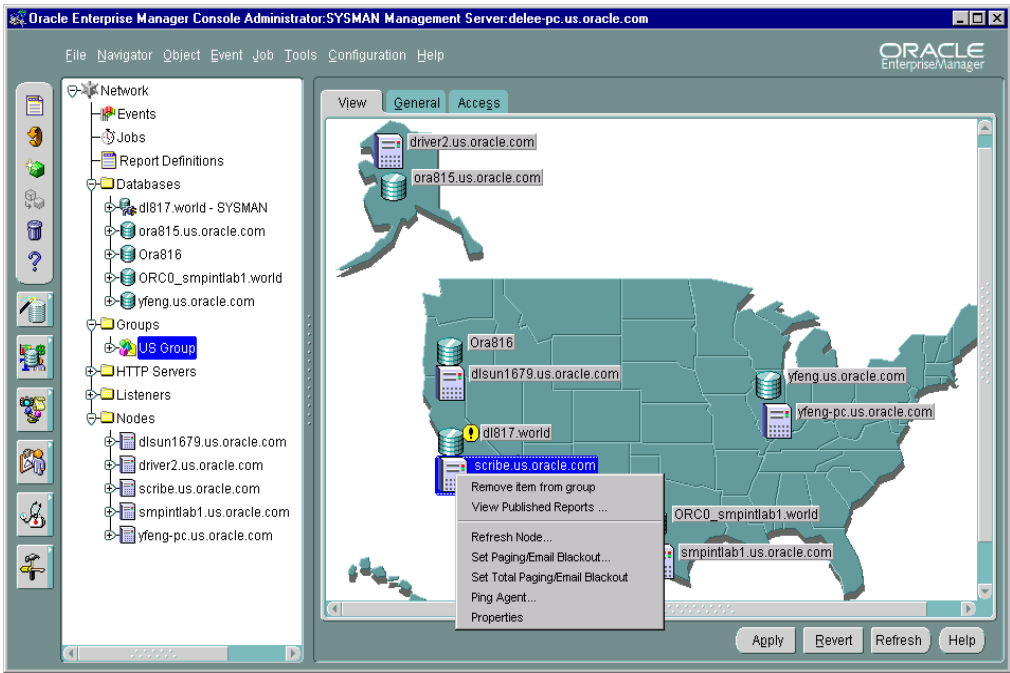 Oracle Enterprise Manager Console Administrator:SYSMAN Management Server:delee-pc.us.oracle.com
File Navigator Object Event Job Tools Configuration Help
ORACLE
EnterpriseManager
Network
Events
Jobs
Report Definitions
Databases
dl817.world - SYSMAN
ora815.us.oracle.com
Ora816
ORC0_smpintlab1.world
yfeng.us.oracle.com
Groups
US Group
HTTP Servers
Listeners
Nodes
dlsun1679.us.oracle.com
driver2.us.oracle.com
scribe.us.oracle.com
smpintlab1.us.oracle.com
yfeng-pc.us.oracle.com
View General Access
driver2.us.oracle.com
ora815.us.oracle.com
Ora816
dlsun1679.us.oracle.com
yfeng.us.oracle.com
yfeng-pc.us.oracle.com
dl817.world
scribe.us.oracle.com
Remove item from group
View Published Reports ...
Refresh Node...
Set Paging/Email Blackout...
Set Total Paging/Email Blackout
Ping Agent...
Properties
ORC0_smpintlab1.world
smpintlab1.us.oracle.com
Apply Revert Refresh Help